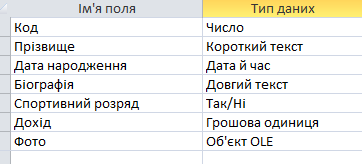 Ім'я поля Тип даних
Код Число
Прізвище Короткий текст
Дата народження Дата й час
Біографія Довгий текст
Спортивний розряд Так/Ні
Дохід Грошова одиниця
Фото Об'єкт OLE